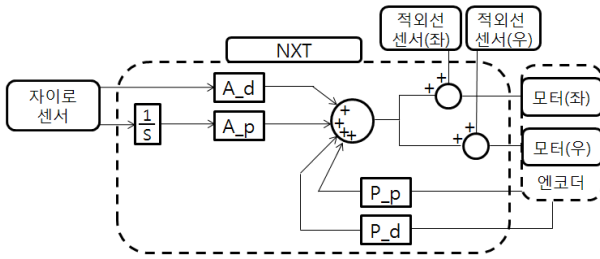 적외선
센서(좌)
적외선
센서(우)
NXT
자이로
센서
A_d
1
S
A_p
+
+
+
+
+
+
+
+
모터(좌)
모터(우)
엔코더
P_p
P_d